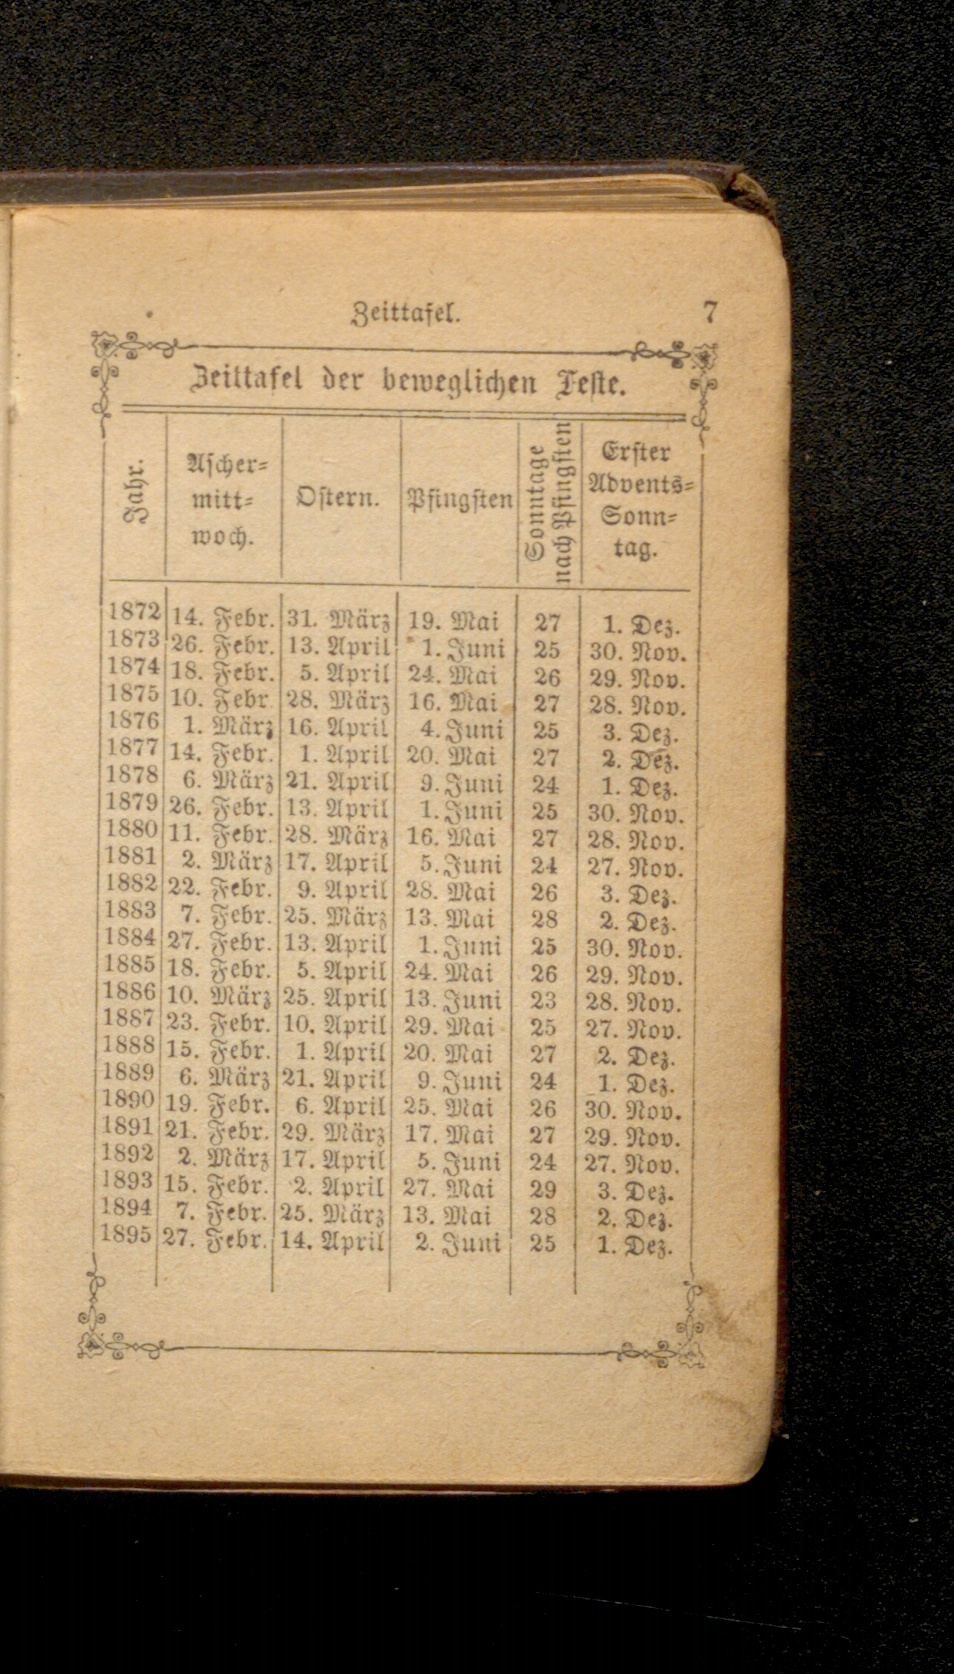 Zeittafel. 7
Zeittafel der beweglichen Feste.
Jahr. Ascher- mitt- woch. Ostern. Pfingsten Sonntage nach Pfingsten Erster Advents- Sonn- tag.
1872 14. Febr. 31. März 19. Mai 27 1. Dez.
1873 26. Febr. 13. April 1. Juni 25 30. Nov.
1874 18. Febr. 5. April 24. Mai 26 29. Nov.
1875 10. Febr 28. März 16. Mai 27 28. Nov.
1876 1. März 16. April 4. Juni 25 3. Dez.
1877 14. Febr. 1. April 20. Mai 27 2. Dez.
1878 6. März 21. April 9. Juni 24 1. Dez.
1879 26. Febr. 13. April 1. Juni 25 30. Nov.
1880 11. Febr. 28. März 16. Mai 27 28. Nov.
1881 2. März 17. April 5. Juni 24 27. Nov.
1882 22. Febr. 9. April 28. Mai 26 3. Dez.
1883 7. Febr. 25. März 13. Mai 28 2. Dez.
1884 27. Febr. 13. April 1. Juni 25 30. Nov.
1885 18. Febr. 5. April 24. Mai 26 29. Nov.
1886 10. März 25. April 13. Juni 23 28. Nov.
1887 23. Febr. 10. April 29. Mai 25 27. Nov.
1888 15. Febr. 1. April 20. Mai 27 2. Dez.
1889 6. März 21. April 9. Juni 24 1. Dez.
1890 19. Febr. 6. April 25. Mai 26 30. Nov.
1891 21. Febr. 29. März 17. Mai 27 29. Nov.
1892 2. März 17. April 5. Juni 24 27. Nov.
1893 15. Febr. 2. April 27. Mai 29 3. Dez.
1894 7. Febr. 25. März 13. Mai 28 2. Dez.
1895 27. Febr. 14. April 2. Juni 25 1. Dez.